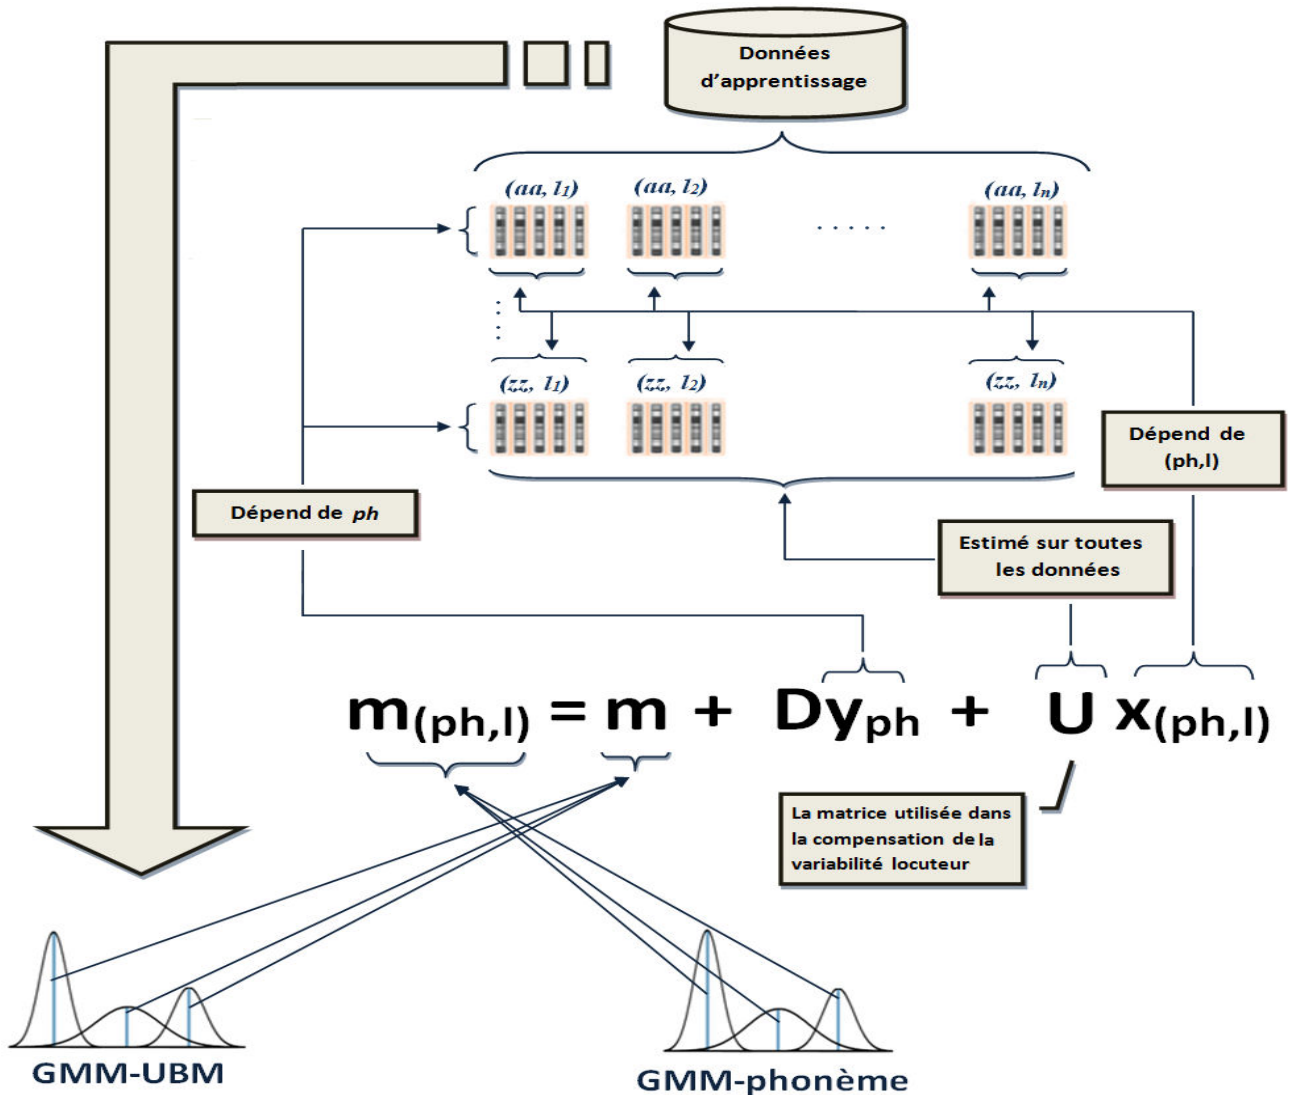 Données
d'apprentissage
(aa, l1) (aa, l2) . . . . . (aa, ln)
(zz, l1) (zz, l2) (zz, ln)
Dépend de
(ph,l)
Dépend de ph
Estimé sur toutes
les données
m(ph,l) = m + Dyph + U x(ph,l)
La matrice utilisée dans
la compensation de la
variabilité locuteur
GMM-UBM
GMM-phonème